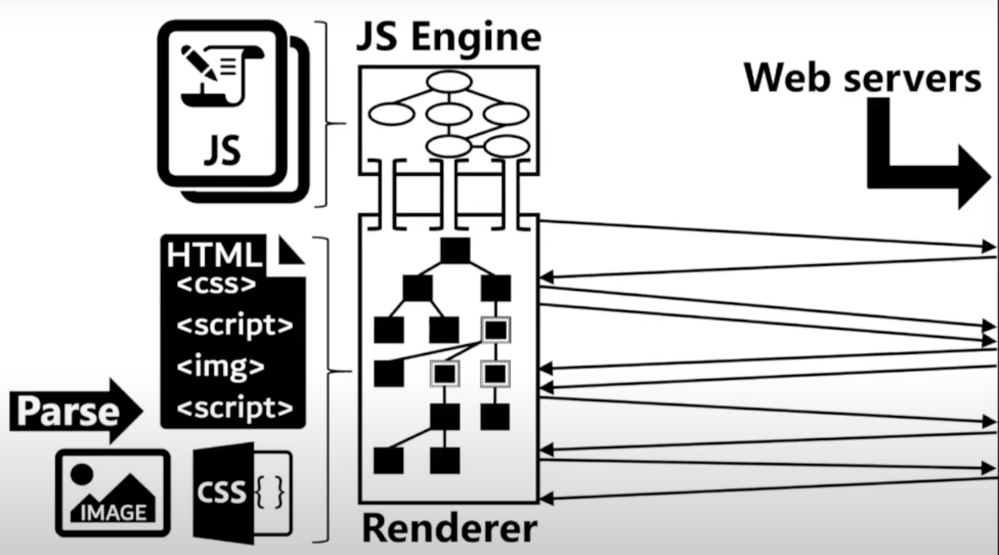 JS Engine
JS
Web servers
HTML
<css>
<script>
<img>
<script>
Parse
IMAGE
CSS { }
Renderer